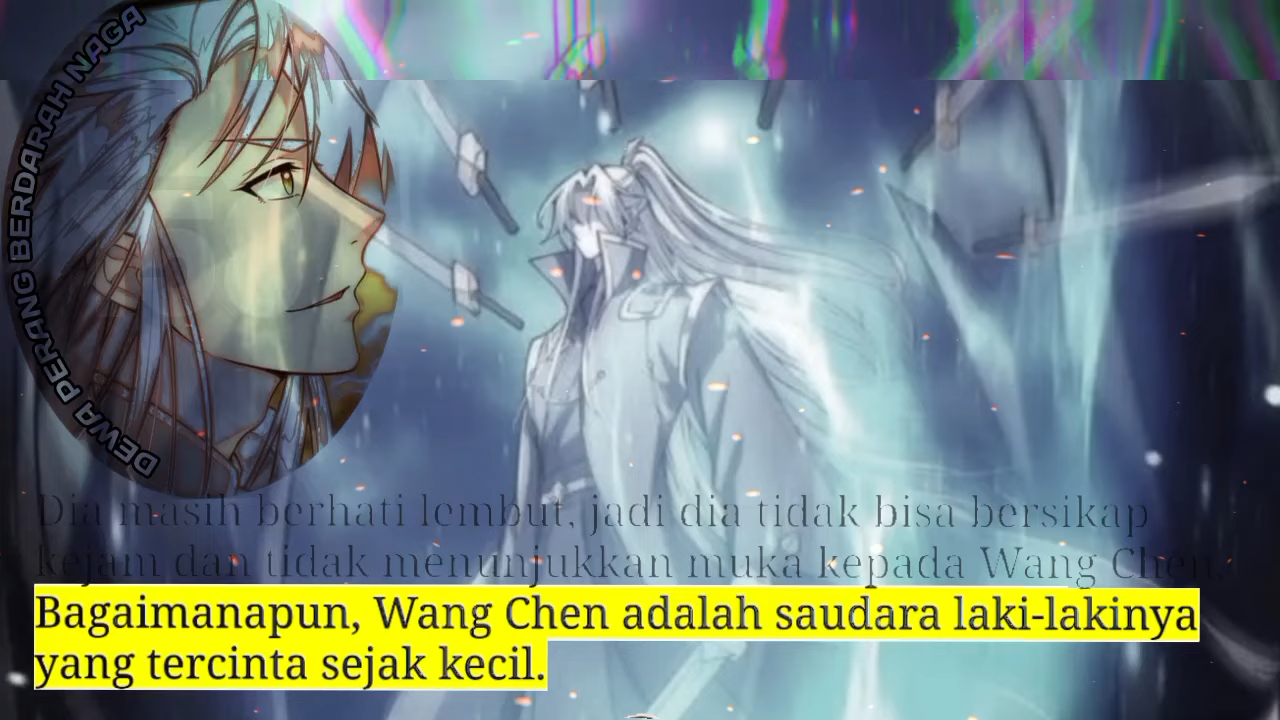 DEWA PERANG BERDARAH NAGA
Dia masih berhati lembut, jadi dia tidak bisa bersikap
kejam dan tidak menunjukkan muka kepada Wang Chen.
Bagaimanapun, Wang Chen adalah saudara laki-lakinya
yang tercinta sejak kecil.